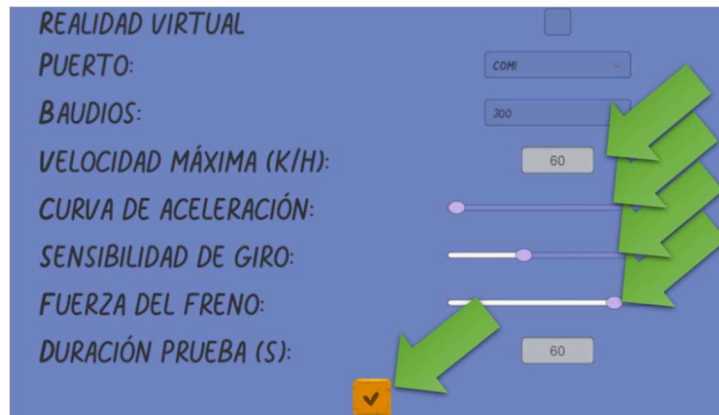 REALIDAD VIRTUAL
PUERTO: COM1
BAUDIOS: 300
VELOCIDAD MÁXIMA (K/H): 60
CURVA DE ACELERACIÓN:
SENSIBILIDAD DE GIRO:
FUERZA DEL FRENO:
DURACIÓN PRUEBA (S): 60